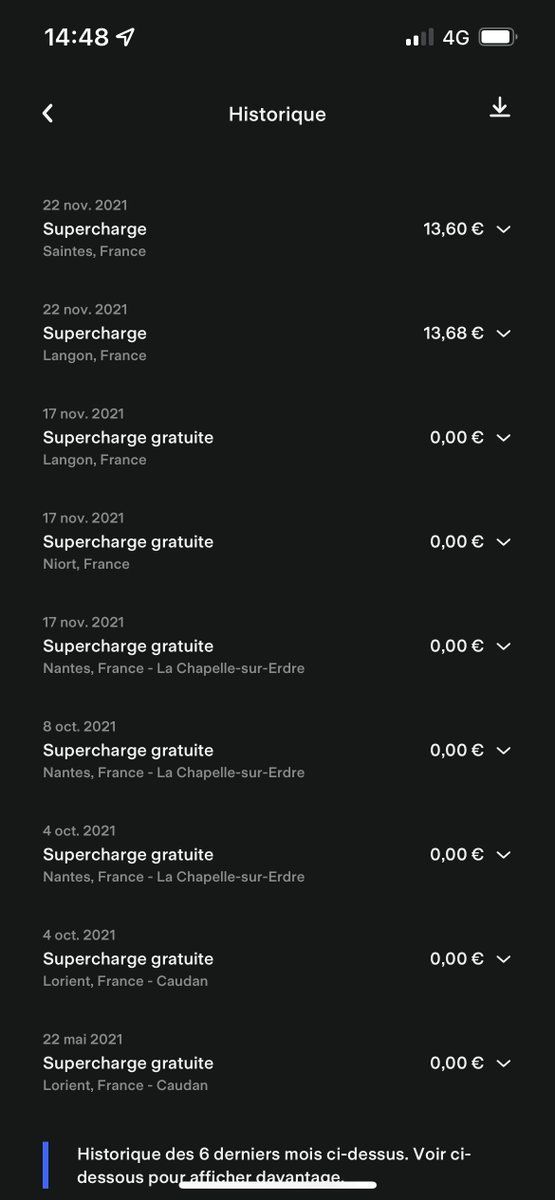 14:48 4G
Historique
22 nov. 2021
Supercharge 13,60 €
Saintes, France
22 nov. 2021
Supercharge 13,68 €
Langon, France
17 nov. 2021
Supercharge gratuite 0,00 €
Langon, France
17 nov. 2021
Supercharge gratuite 0,00 €
Niort, France
17 nov. 2021
Supercharge gratuite 0,00 €
Nantes, France - La Chapelle-sur-Erdre
8 oct. 2021
Supercharge gratuite 0,00 €
Nantes, France - La Chapelle-sur-Erdre
4 oct. 2021
Supercharge gratuite 0,00 €
Nantes, France - La Chapelle-sur-Erdre
4 oct. 2021
Supercharge gratuite 0,00 €
Lorient, France - Caudan
22 mai 2021
Supercharge gratuite 0,00 €
Lorient, France - Caudan
Historique des 6 derniers mois ci-dessus. Voir ci-
dessous pour afficher davantage.